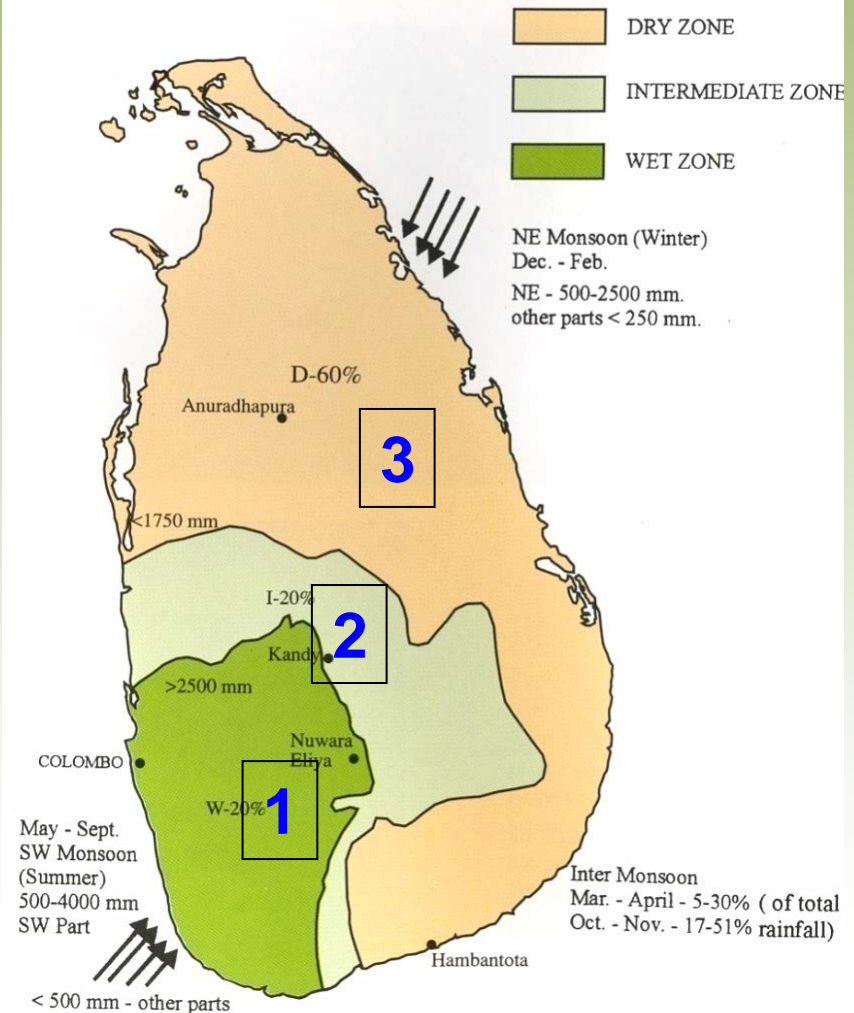 DRY ZONE
INTERMEDIATE ZONE
WET ZONE
NE Monsoon (Winter)
Dec. - Feb.
NE - 500-2500 mm.
other parts < 250 mm.
D-60%
Anuradhapura
3
<1750 mm
I-20%
2
Kandy
>2500 mm
Nuwara
Eliya
COLOMBO
W-20%
1
May - Sept.
SW Monsoon
(Summer)
500-4000 mm
SW Part
< 500 mm - other parts
Inter Monsoon
Mar. - April - 5-30% ( of total
Oct. - Nov. - 17-51% rainfall)
Hambantota